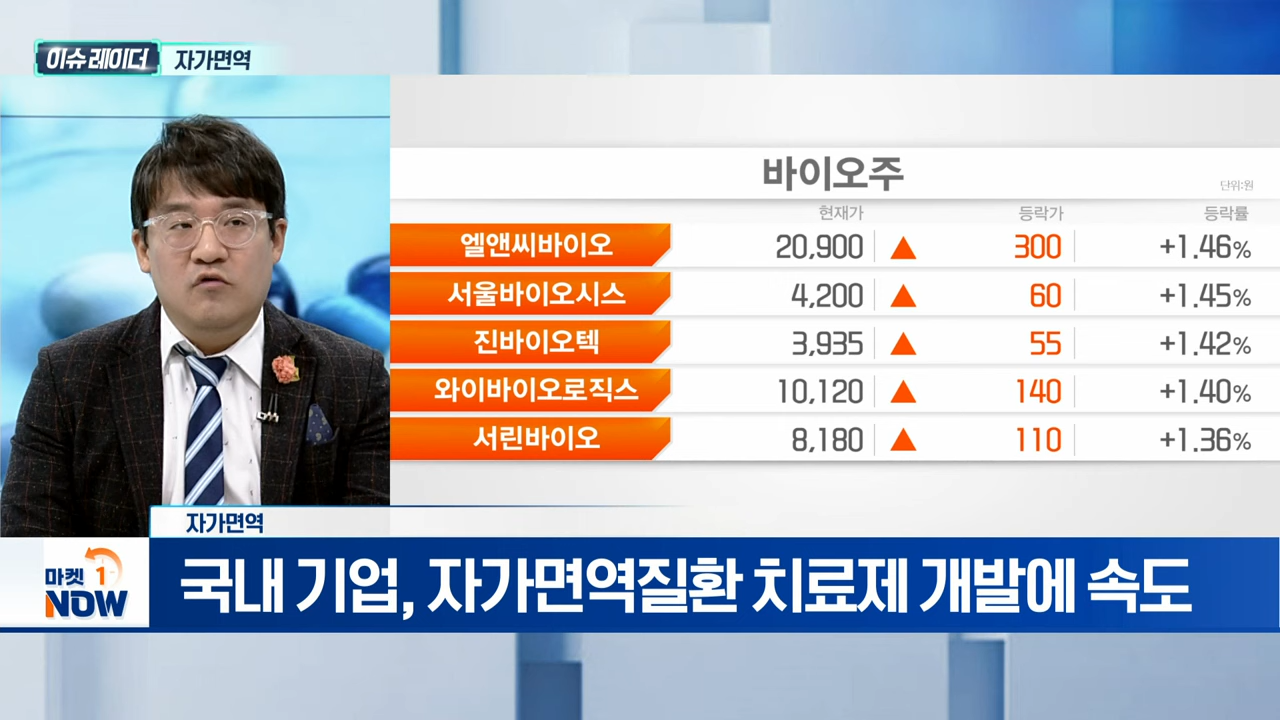 이슈 레이더 자가면역
바이오주
단위:원
현재가 등락가 등락률
엘앤씨바이오 20,900 ▲ 300 +1.46%
서울바이오시스 4,200 ▲ 60 +1.45%
진바이오텍 3,935 ▲ 55 +1.42%
와이바이오로직스 10,120 ▲ 140 +1.40%
서린바이오 8,180 ▲ 110 +1.36%
자가면역
마켓 1
NOW
국내 기업, 자가면역질환 치료제 개발에 속도